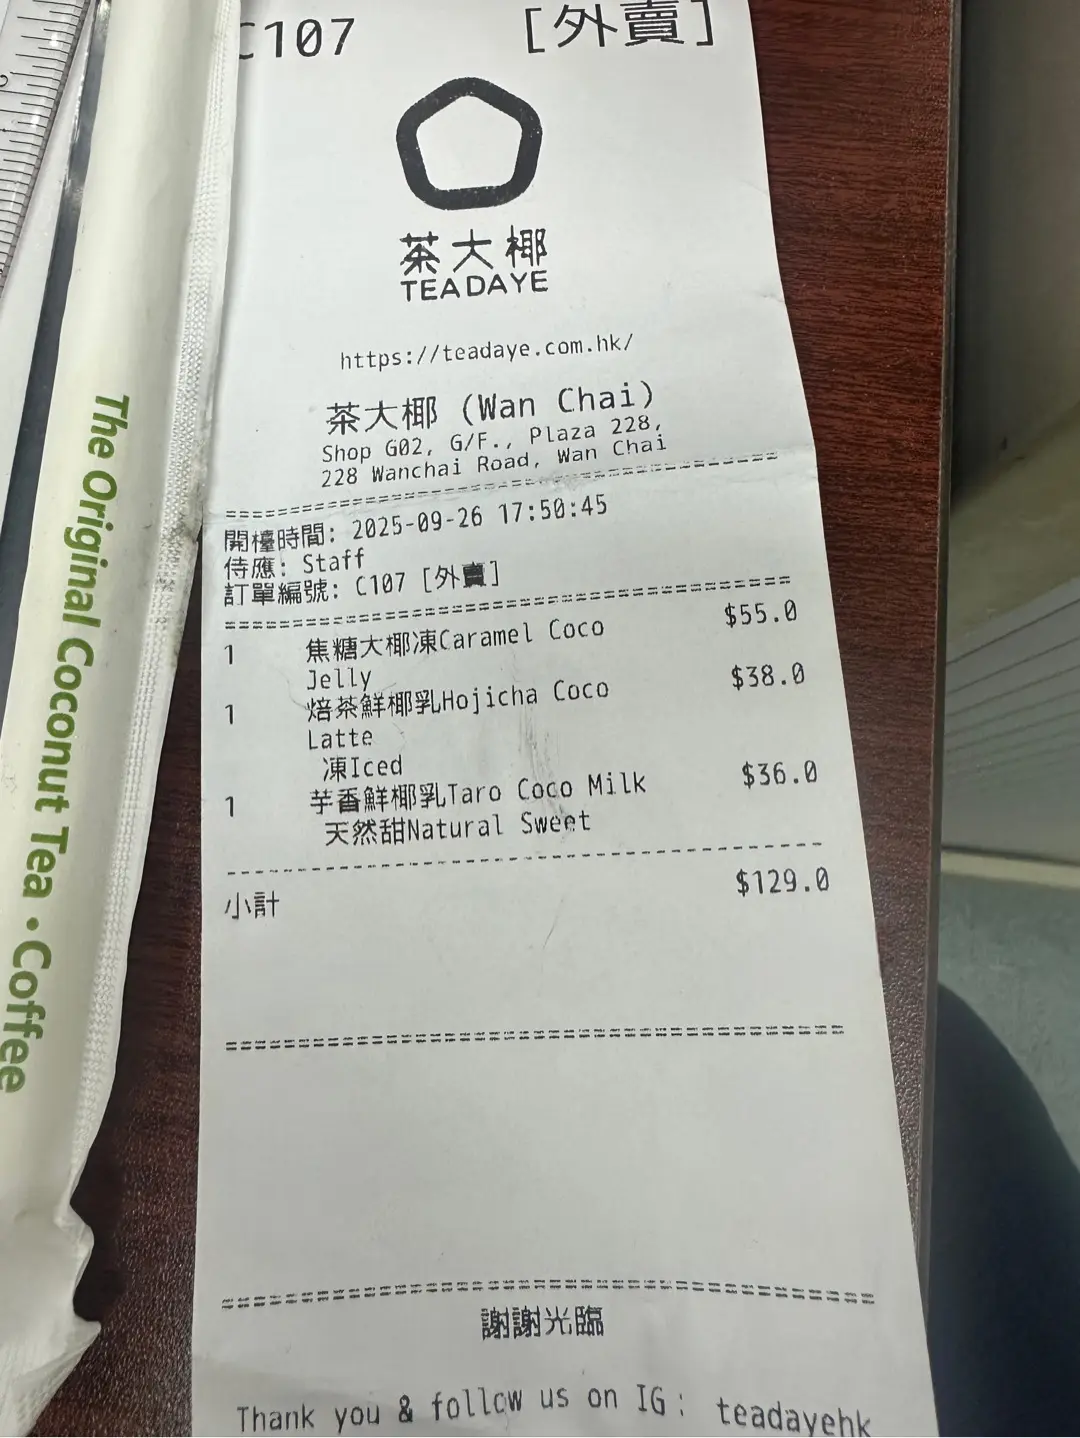 C107 [外賣]
茶大椰
TEADAYE
https://teadaye.com.hk/
茶大椰 (Wan Chai)
Shop G02, G/F., Plaza 228,
228 Wanchai Road, Wan Chai
開檯時間: 2025-09-26 17:50:45
侍應: Staff
訂單編號: C107 [外賣]
1 焦糖大椰凍Caramel Coco $55.0
Jelly
1 焙茶鮮椰乳Hojicha Coco $38.0
Latte
凍Iced
1 芋香鮮椰乳Taro Coco Milk $36.0
天然甜Natural Sweet
小計 $129.0
謝謝光臨
Thank you & follow us on IG: teadayehk
The Original Coconut Tea · Coffee